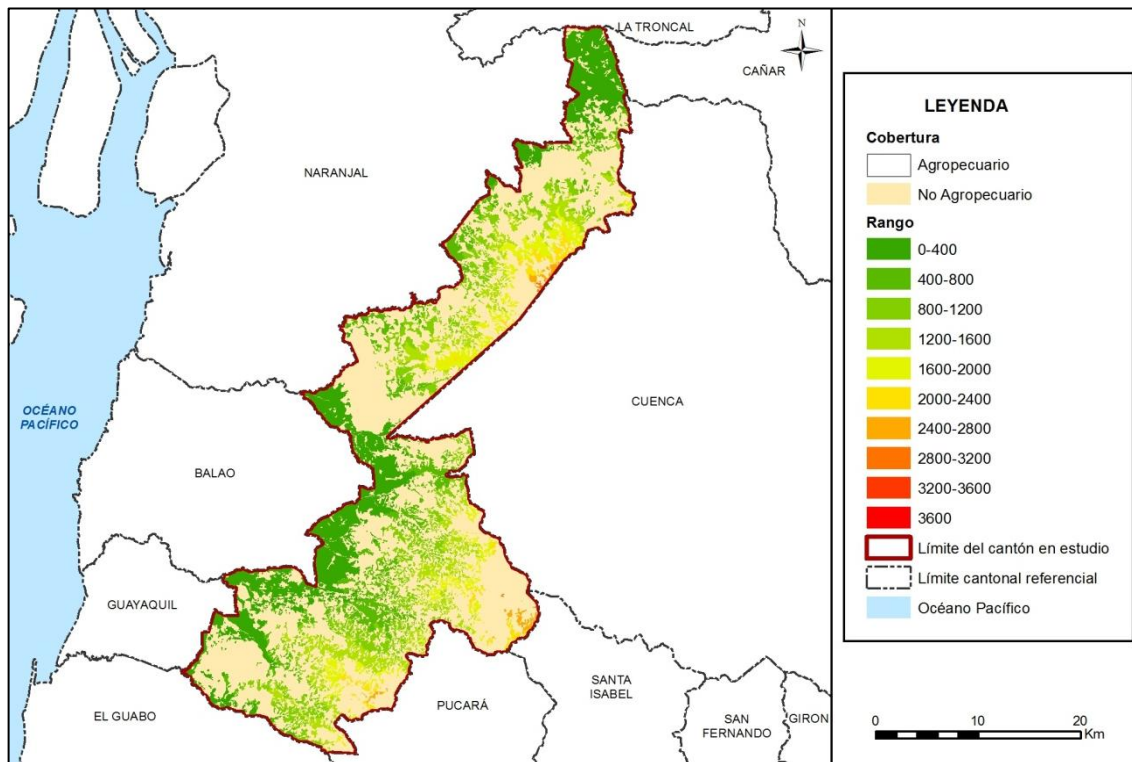 LA TRONCAL
N
CAÑAR
NARANJAL
OCÉANO
PACÍFICO
CUENCA
BALAO
GUAYAQUIL
EL GUABO
PUCARÁ
SANTA
ISABEL
SAN
FERNANDO
GIRON
LEYENDA
Cobertura
Agropecuario
No Agropecuario
Rango
0-400
400-800
800-1200
1200-1600
1600-2000
2000-2400
2400-2800
2800-3200
3200-3600
3600
Límite del cantón en estudio
Límite cantonal referencial
Océano Pacífico
0 10 20
Km